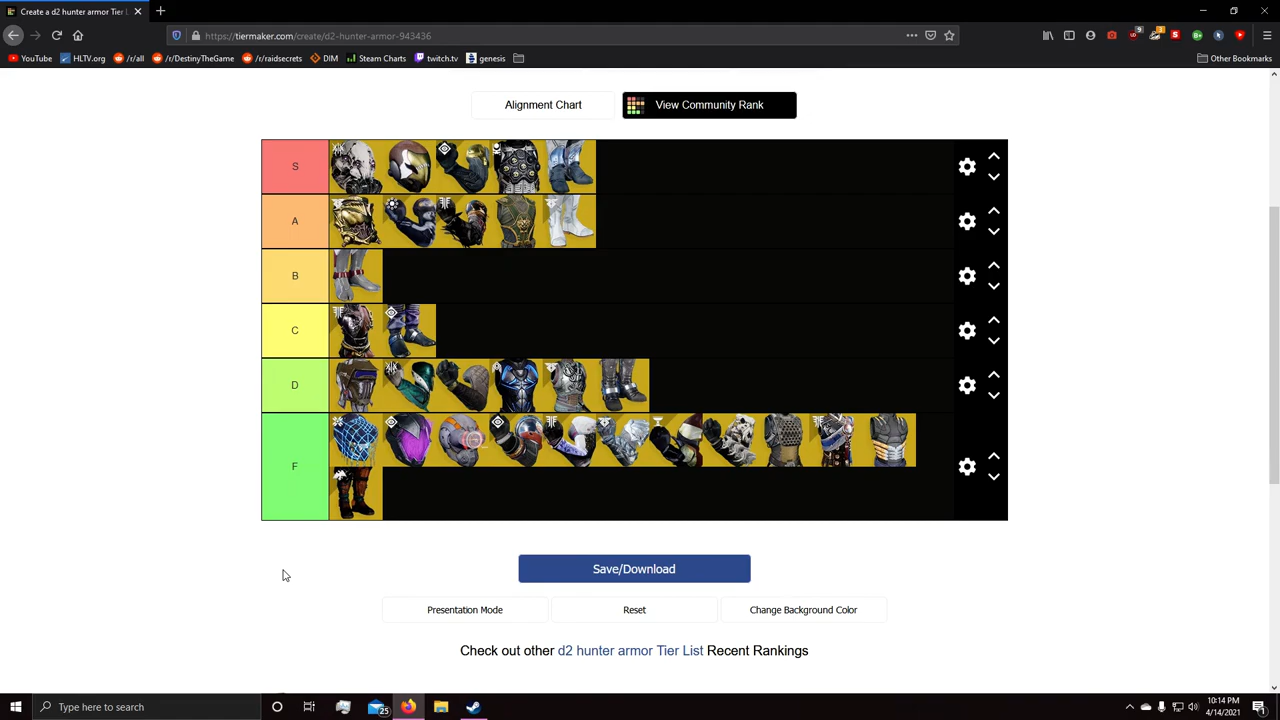 Create a d2 hunter armor Tier L
https://tiermaker.com/create/d2-hunter-armor-943436
YouTube HLTV.org /r/all /r/DestinyTheGame /r/raidsecrets DIM Steam Charts twitch.tv genesis Other Bookmarks
Alignment Chart View Community Rank
S
A
B
C
D
F
Save/Download
Presentation Mode Reset Change Background Color
Check out other d2 hunter armor Tier List Recent Rankings
Type here to search
25
10:14 PM
4/14/2021